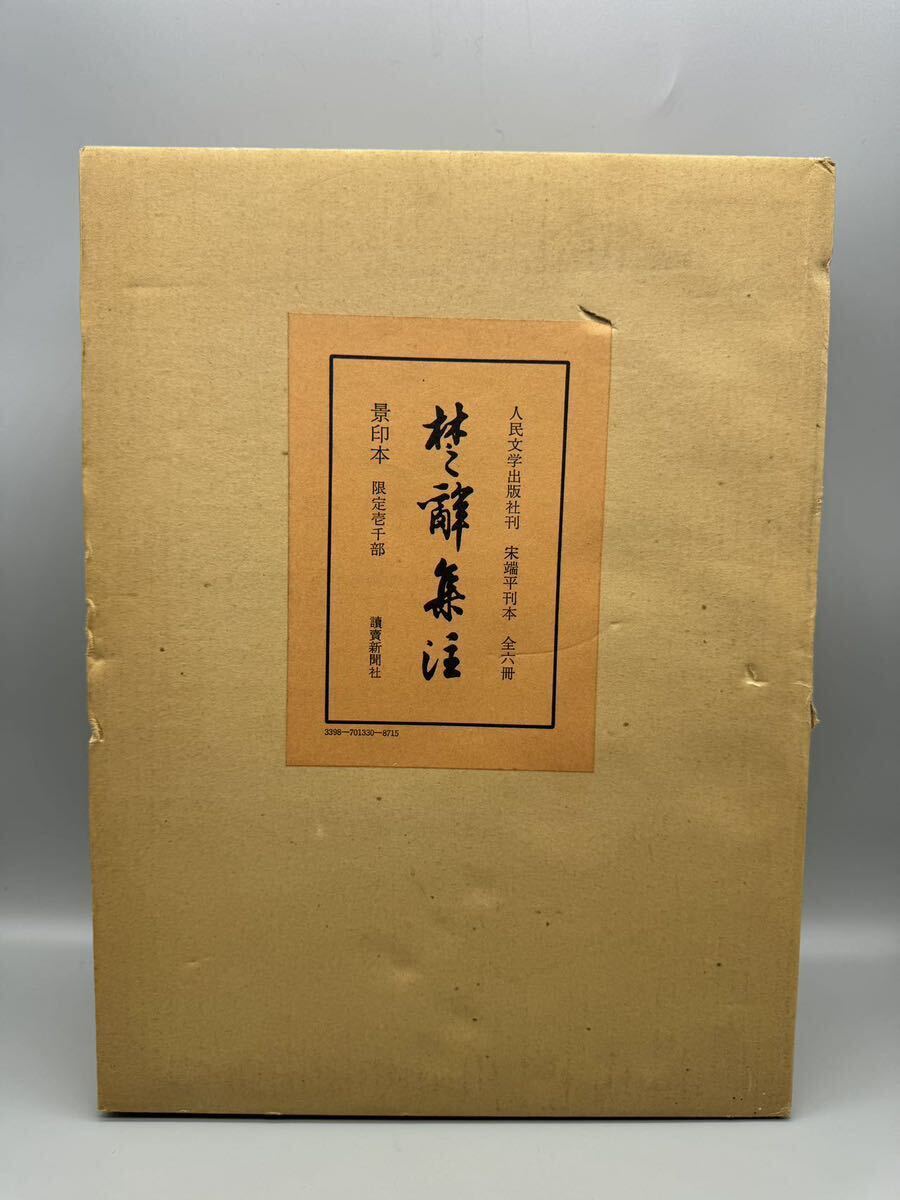 人民文学出版社刊　宋端平刊本　全六冊
楚辭集注
景印本　限定壱千部
讀賣新聞社
3398—701330—8715